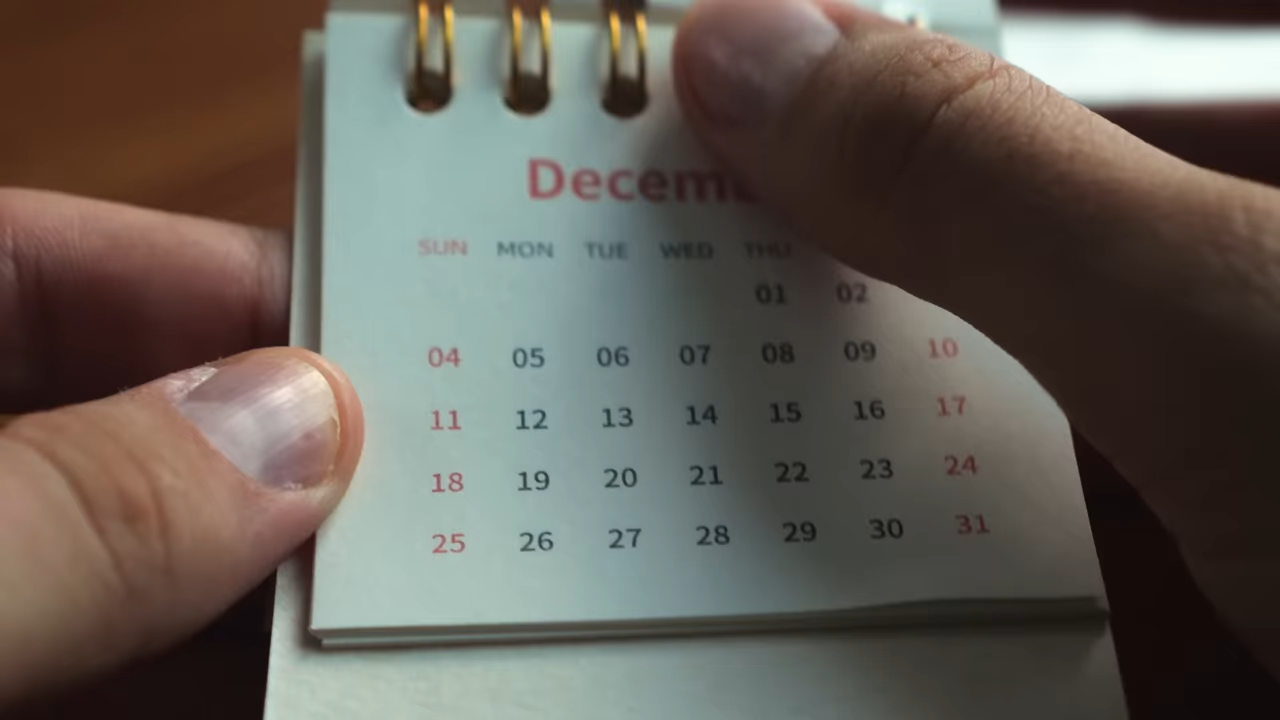 Decem
SUN MON TUE WED THU
01 02
04 05 06 07 08 09 10
11 12 13 14 15 16 17
18 19 20 21 22 23 24
25 26 27 28 29 30 31